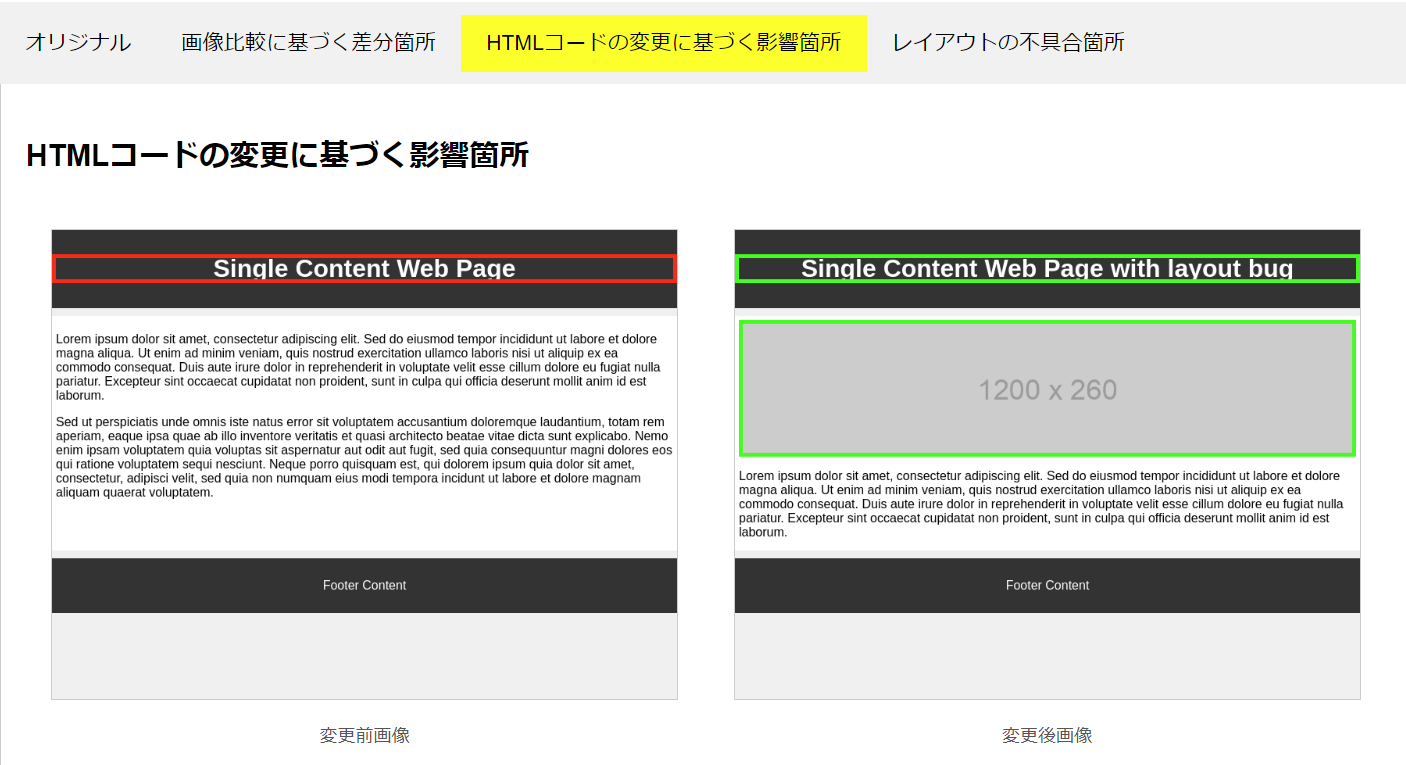 オリジナル 画像比較に基づく差分箇所 HTMLコードの変更に基づく影響箇所 レイアウトの不具合箇所
HTMLコードの変更に基づく影響箇所
Single Content Web Page
Lorem ipsum dolor sit amet, consectetur adipiscing elit. Sed do eiusmod tempor incididunt ut labore et dolore
magna aliqua. Ut enim ad minim veniam, quis nostrud exercitation ullamco laboris nisi ut aliquip ex ea
commodo consequat. Duis aute irure dolor in reprehenderit in voluptate velit esse cillum dolore eu fugiat nulla
pariatur. Excepteur sint occaecat cupidatat non proident, sunt in culpa qui officia deserunt mollit anim id est
laborum.
Sed ut perspiciatis unde omnis iste natus error sit voluptatem accusantium doloremque laudantium, totam rem
aperiam, eaque ipsa quae ab illo inventore veritatis et quasi architecto beatae vitae dicta sunt explicabo. Nemo
enim ipsam voluptatem quia voluptas sit aspernatur aut odit aut fugit, sed quia consequuntur magni dolores eos
qui ratione voluptatem sequi nesciunt. Neque porro quisquam est, qui dolorem ipsum quia dolor sit amet,
consectetur, adipisci velit, sed quia non numquam eius modi tempora incidunt ut labore et dolore magnam
aliquam quaerat voluptatem.
Footer Content
変更前画像
Single Content Web Page with layout bug
1200 x 260
Lorem ipsum dolor sit amet, consectetur adipiscing elit. Sed do eiusmod tempor incididunt ut labore et dolore
magna aliqua. Ut enim ad minim veniam, quis nostrud exercitation ullamco laboris nisi ut aliquip ex ea
commodo consequat. Duis aute irure dolor in reprehenderit in voluptate velit esse cillum dolore eu fugiat nulla
pariatur. Excepteur sint occaecat cupidatat non proident, sunt in culpa qui officia deserunt mollit anim id est
laborum.
Footer Content
変更後画像